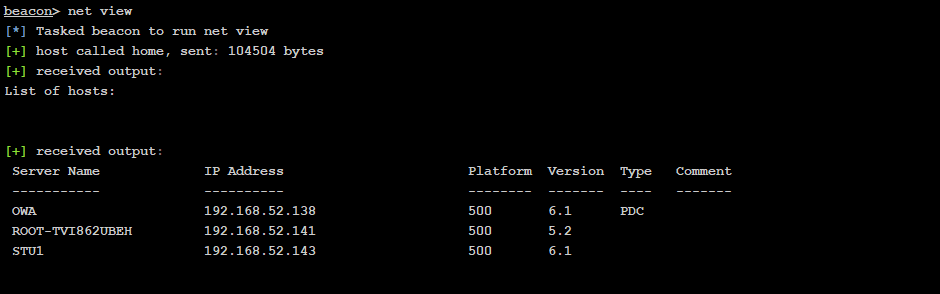 beacon> net view
[*] Tasked beacon to run net view
[+] host called home, sent: 104504 bytes
[+] received output:
List of hosts:
[+] received output:
Server Name IP Address Platform Version Type Comment
----------- ---------- -------- ------- ---- -------
OWA 192.168.52.138 500 6.1 PDC
ROOT-TVI862UBEH 192.168.52.141 500 5.2
STU1 192.168.52.143 500 6.1